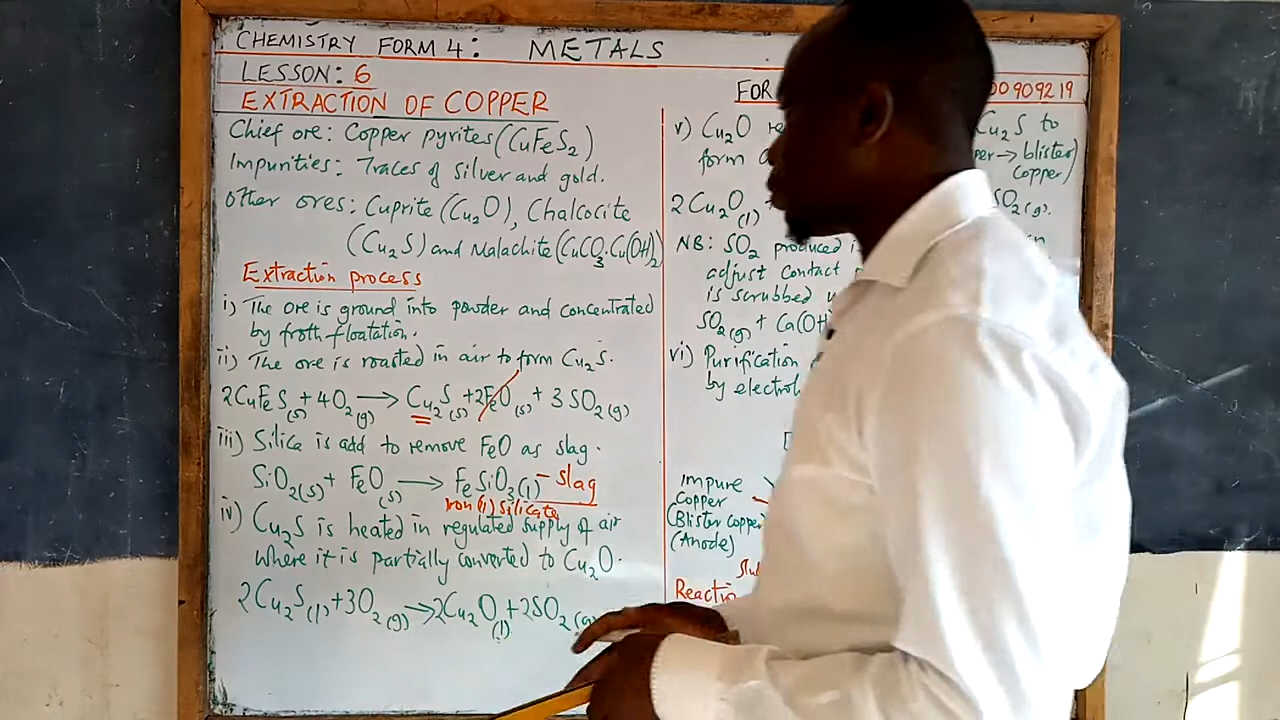 CHEMISTRY FORM 4: METALS
LESSON: 6
EXTRACTION OF COPPER
Chief ore: Copper pyrites (CuFeS₂)
Impurities: Traces of silver and gold.
Other ores: Cuprite (Cu₂O), Chalcocite
(Cu₂S) and Malachite (CuCO₃.Cu(OH)₂)
Extraction process
i) The ore is ground into powder and concentrated
by froth floatation.
ii) The ore is roasted in air to form Cu₂S.
2CuFeS(s) + 4O₂(g) → Cu₂S(s) + 2FeO(s) + 3SO₂(g)
iii) Silica is add to remove FeO as slag.
SiO₂(s) + FeO(s) → FeSiO₃(l) - slag
Iron(II) silicate
iv) Cu₂S is heated in regulated supply of air
where it is partially converted to Cu₂O.
2Cu₂S(l) + 3O₂(g) → 2Cu₂O(l) + 2SO₂(g)
FOR 00909219
v) Cu₂O Cu₂S to
form → blister
copper)
2Cu₂O(l) SO₂(g).
NB: SO₂ produced
adjust contact
is scrubbed
SO₂(g) + Ca(OH)
vi) Purification
by
Impure
Copper
(Blister copper)
(Anode)